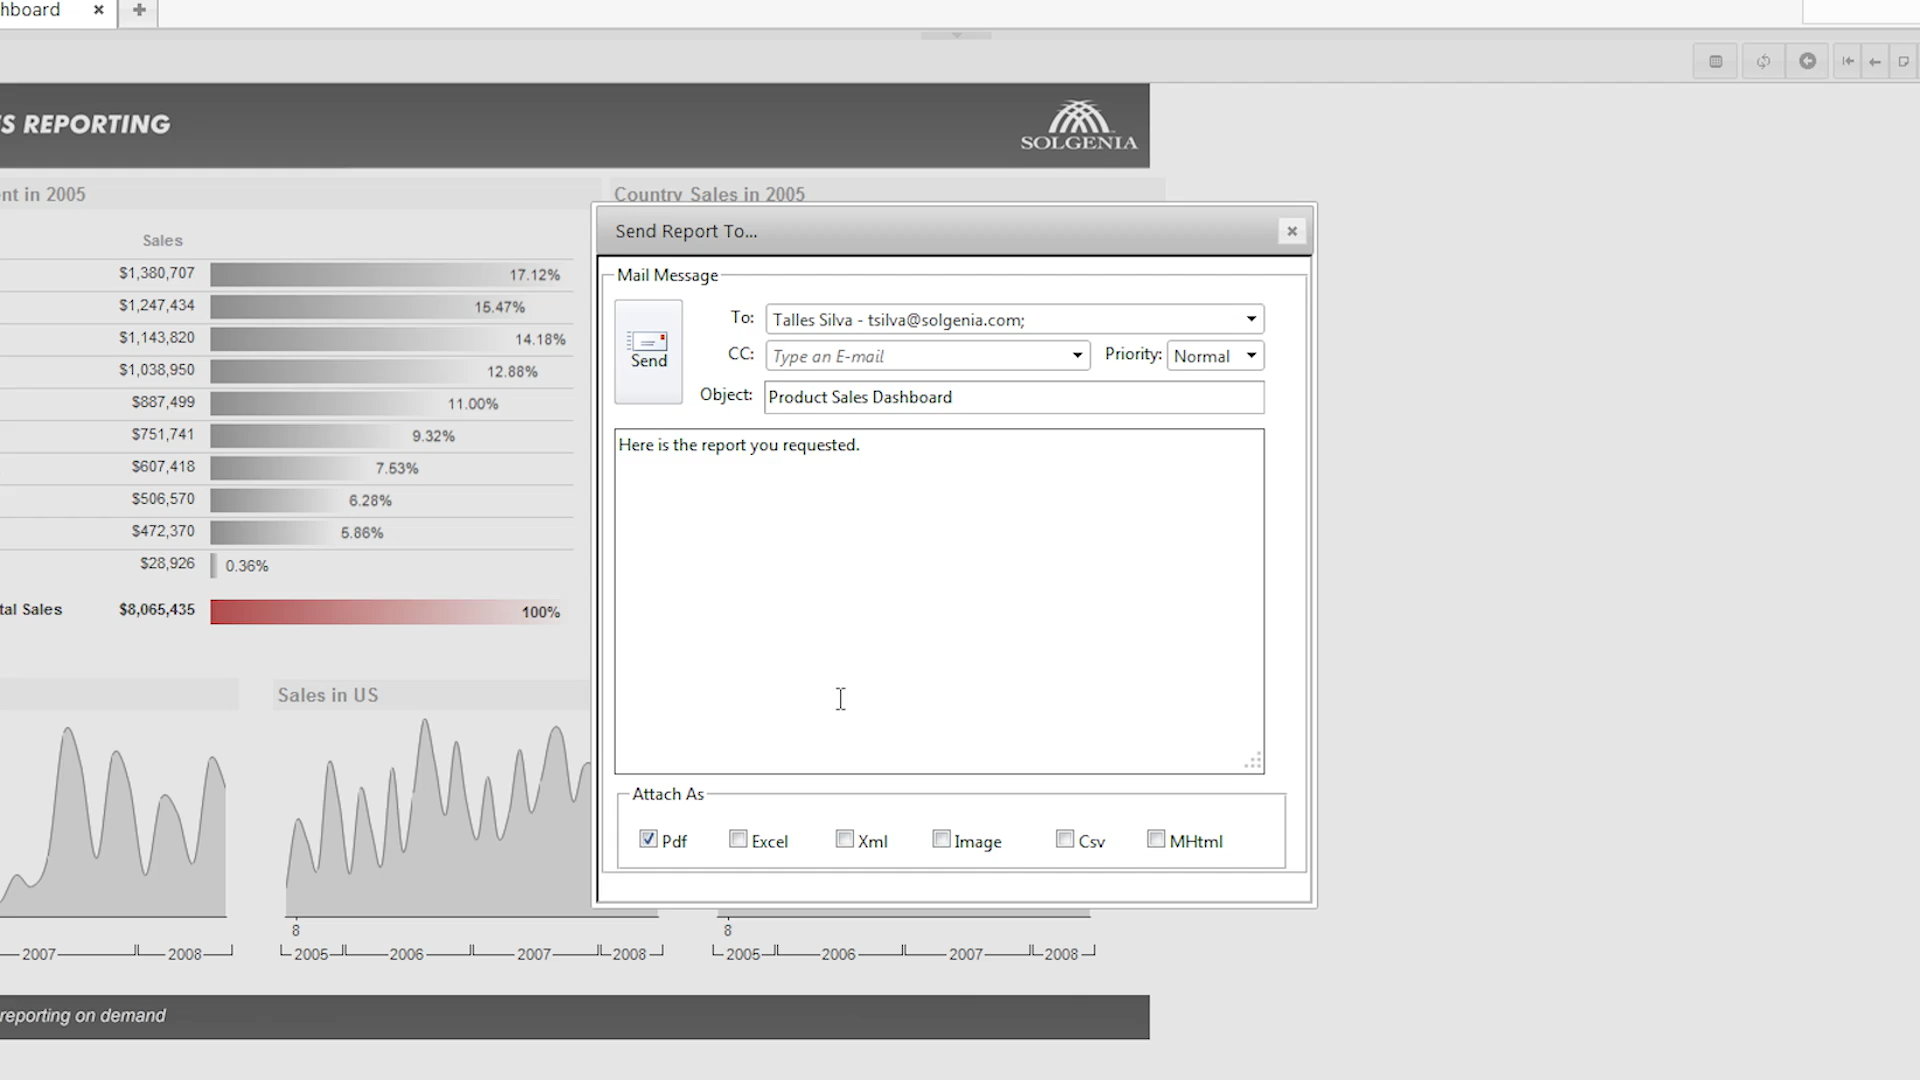 hboard
S REPORTING
SOLGENIA
nt in 2005
Country Sales in 2005
Sales
$1,380,707 17.12%
$1,247,434 15.47%
$1,143,820 14.18%
$1,038,950 12.88%
$887,499 11.00%
$751,741 9.32%
$607,418 7.53%
$506,570 6.28%
$472,370 5.86%
$28,926 0.36%
tal Sales $8,065,435 100%
Send Report To...
Mail Message
Send
To: Talles Silva - tsilva@solgenia.com;
CC: Type an E-mail Priority: Normal
Object: Product Sales Dashboard
Here is the report you requested.
Attach As
Pdf Excel Xml Image Csv MHtml
Sales in US
8 8
2007 2008 2005 2006 2007 2008 2005 2006 2007 2008
reporting on demand